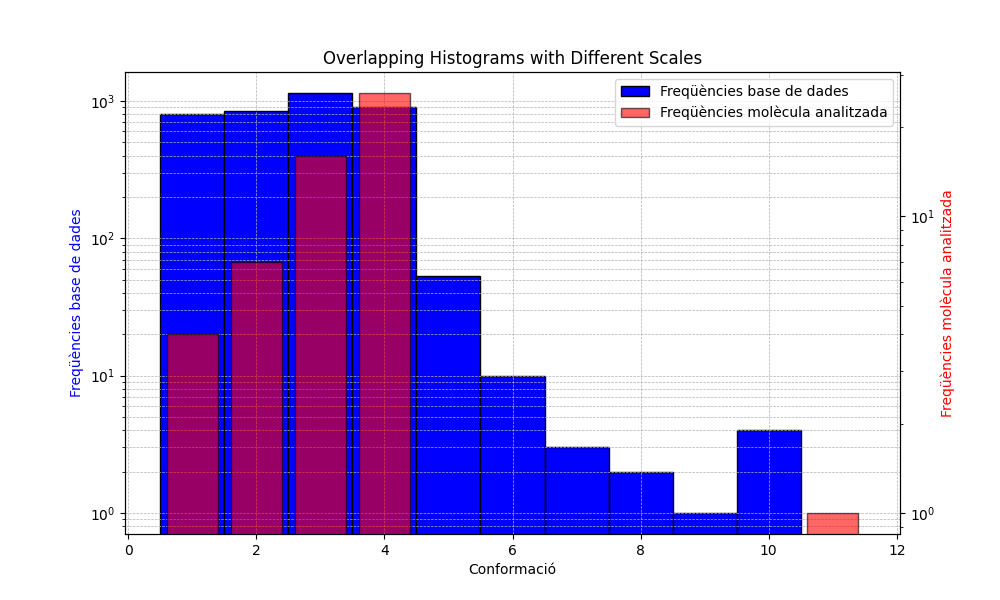 Overlapping Histograms with Different Scales
Freqüències base de dades
Freqüències molècula analitzada
10³
10²
10¹
10⁰
Freqüències base de dades
10¹
10⁰
Freqüències molècula analitzada
0 2 4 6 8 10 12
Conformació